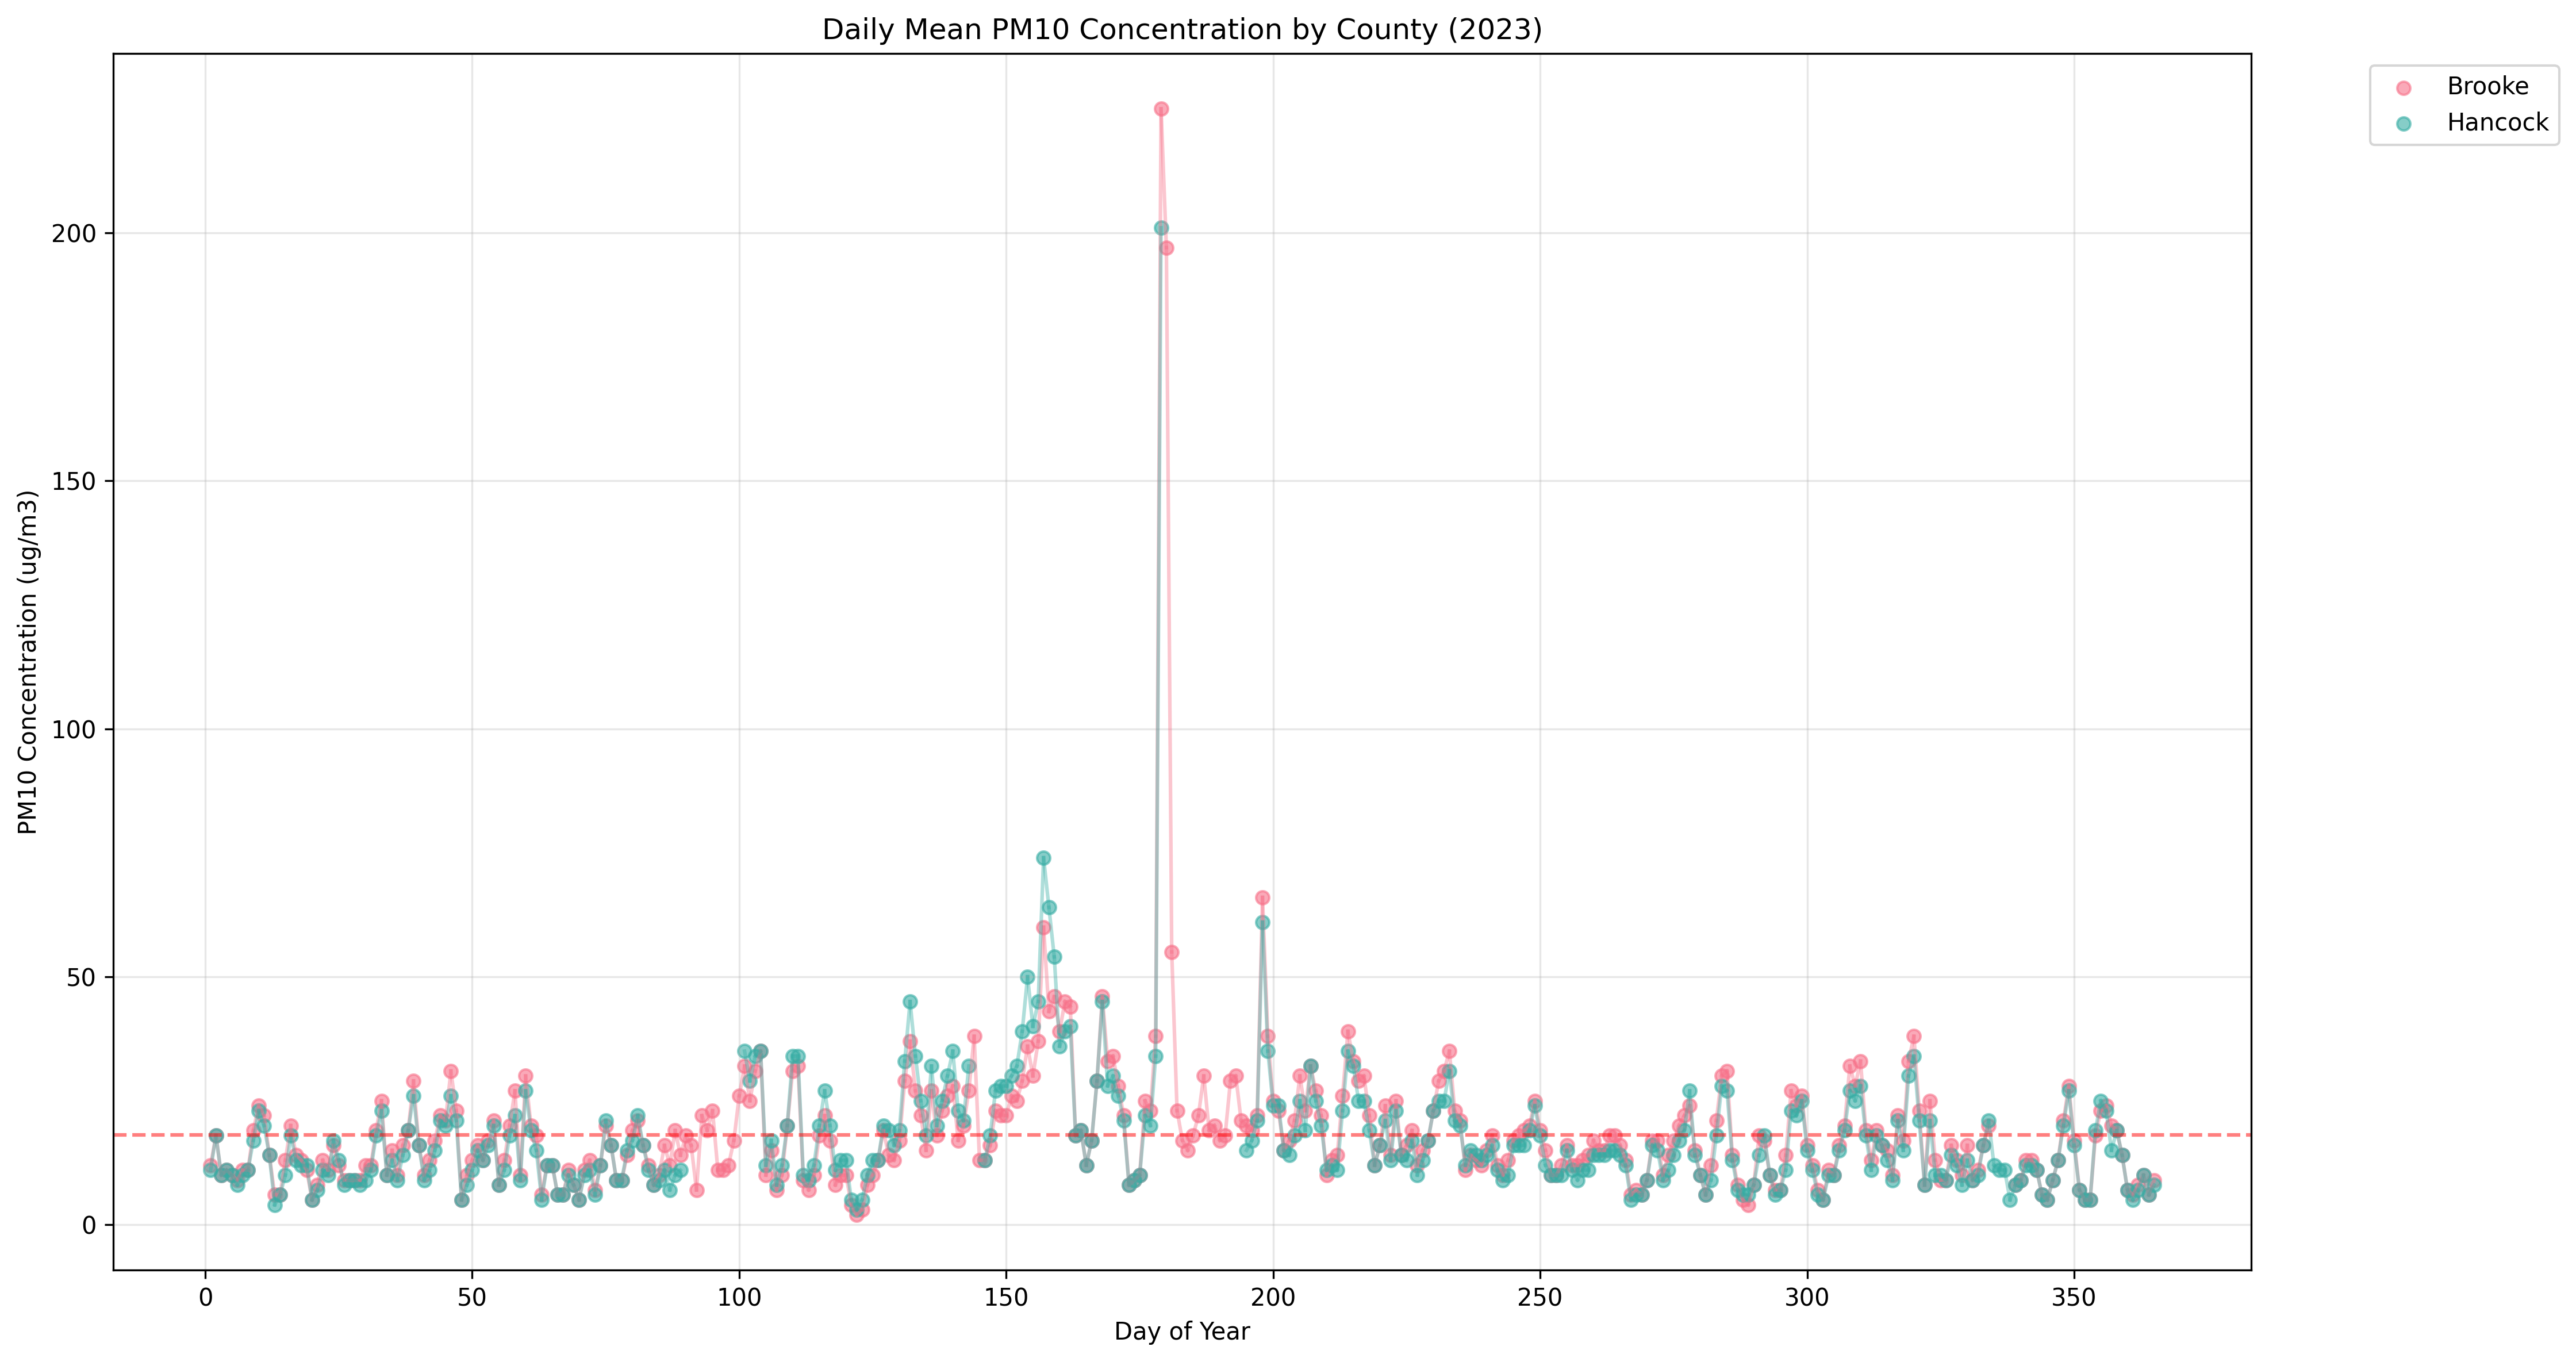 Daily Mean PM10 Concentration by County (2023)
Brooke
Hancock
PM10 Concentration (ug/m3)
200
150
100
50
0
0 50 100 150 200 250 300 350
Day of Year